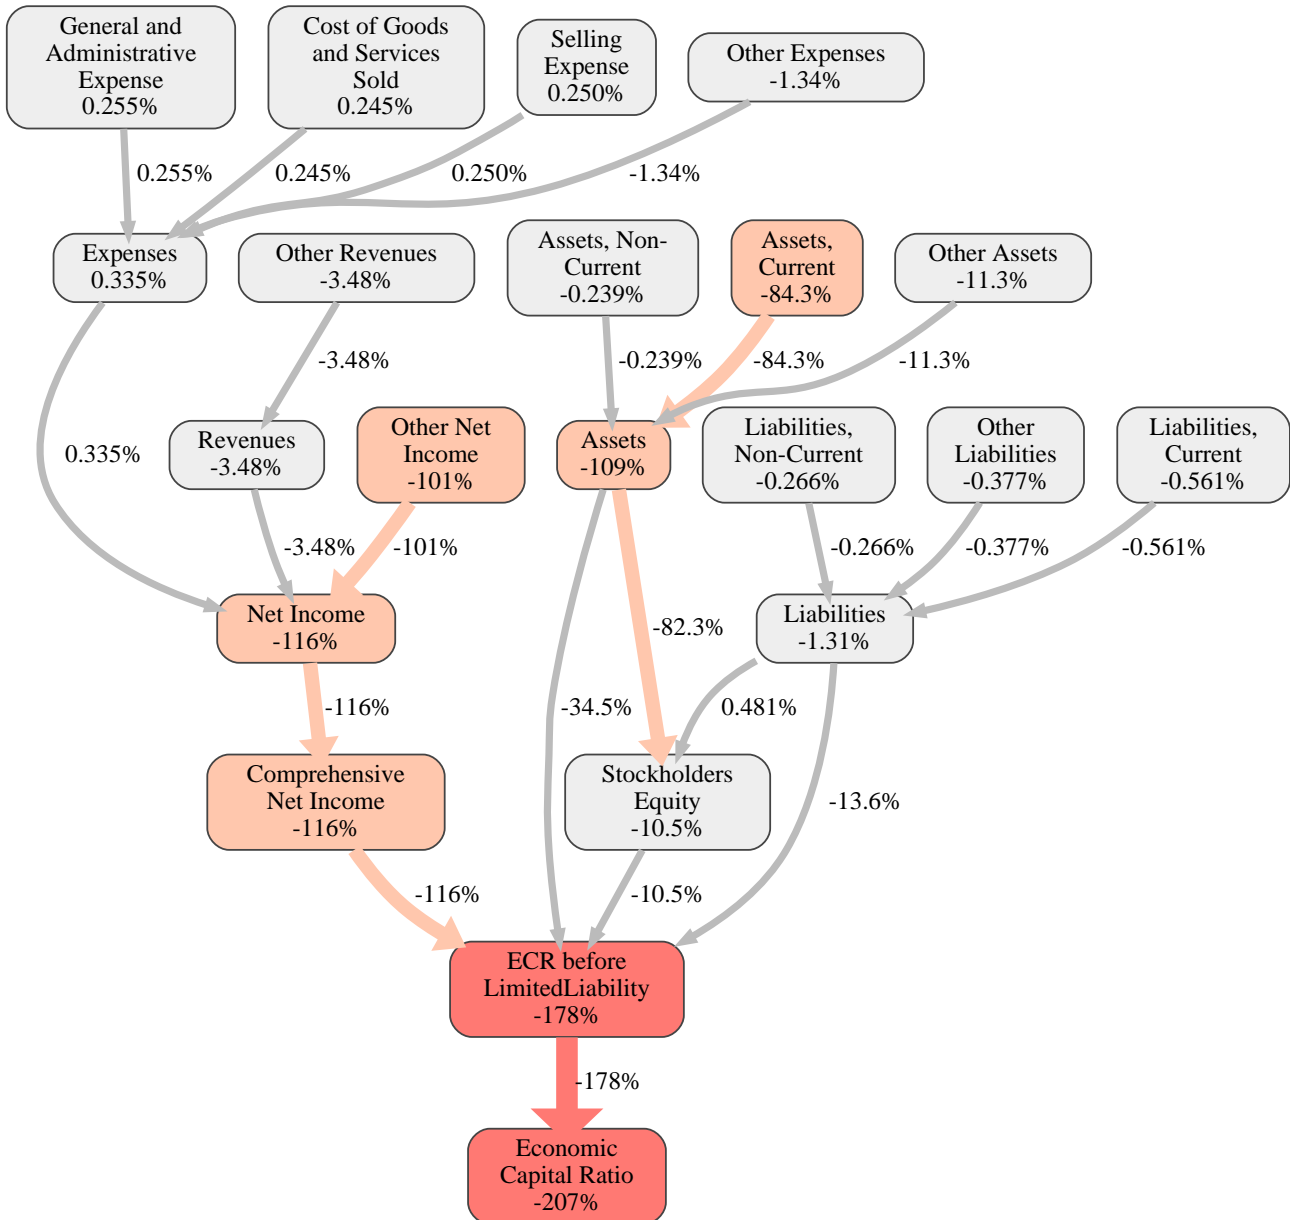 General and
Administrative
Expense
0.255%
Cost of Goods
and Services
Sold
0.245%
Selling
Expense
0.250%
Other Expenses
-1.34%
0.255%
0.245%
0.250%
-1.34%
Expenses
0.335%
Other Revenues
-3.48%
Assets, Non-
Current
-0.239%
Assets,
Current
-84.3%
Other Assets
-11.3%
-3.48%
-0.239%
-84.3%
-11.3%
0.335%
Revenues
-3.48%
Other Net
Income
-101%
Assets
-109%
Liabilities,
Non-Current
-0.266%
Other
Liabilities
-0.377%
Liabilities,
Current
-0.561%
-3.48%
-101%
-0.266%
-0.377%
-0.561%
Net Income
-116%
-82.3%
Liabilities
-1.31%
-116%
-34.5%
0.481%
Comprehensive
Net Income
-116%
Stockholders
Equity
-10.5%
-13.6%
-116%
-10.5%
ECR before
LimitedLiability
-178%
-178%
Economic
Capital Ratio
-207%